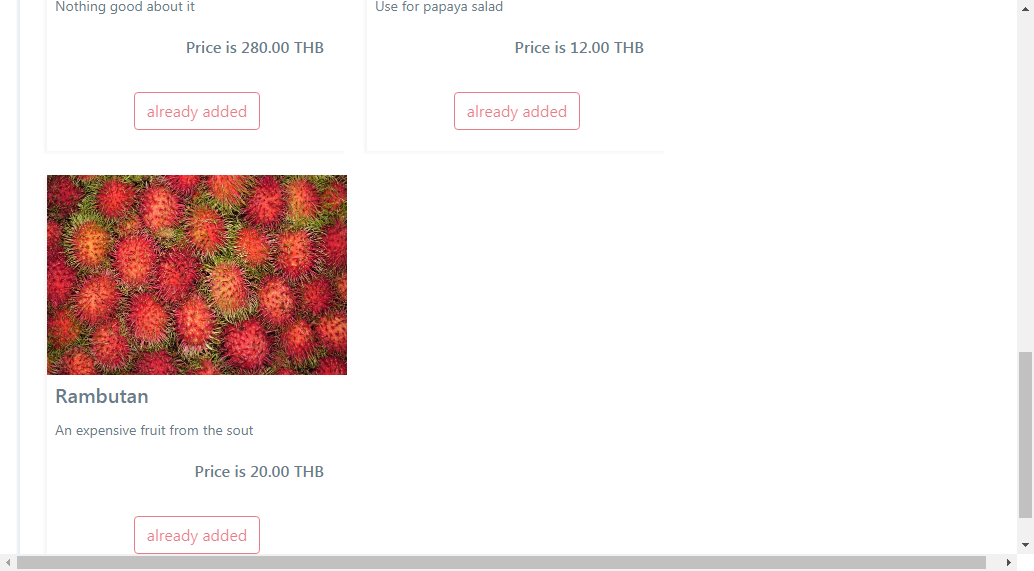 Nothing good about it
Use for papaya salad
Price is 280.00 THB
Price is 12.00 THB
already added
already added
Rambutan
An expensive fruit from the sout
Price is 20.00 THB
already added